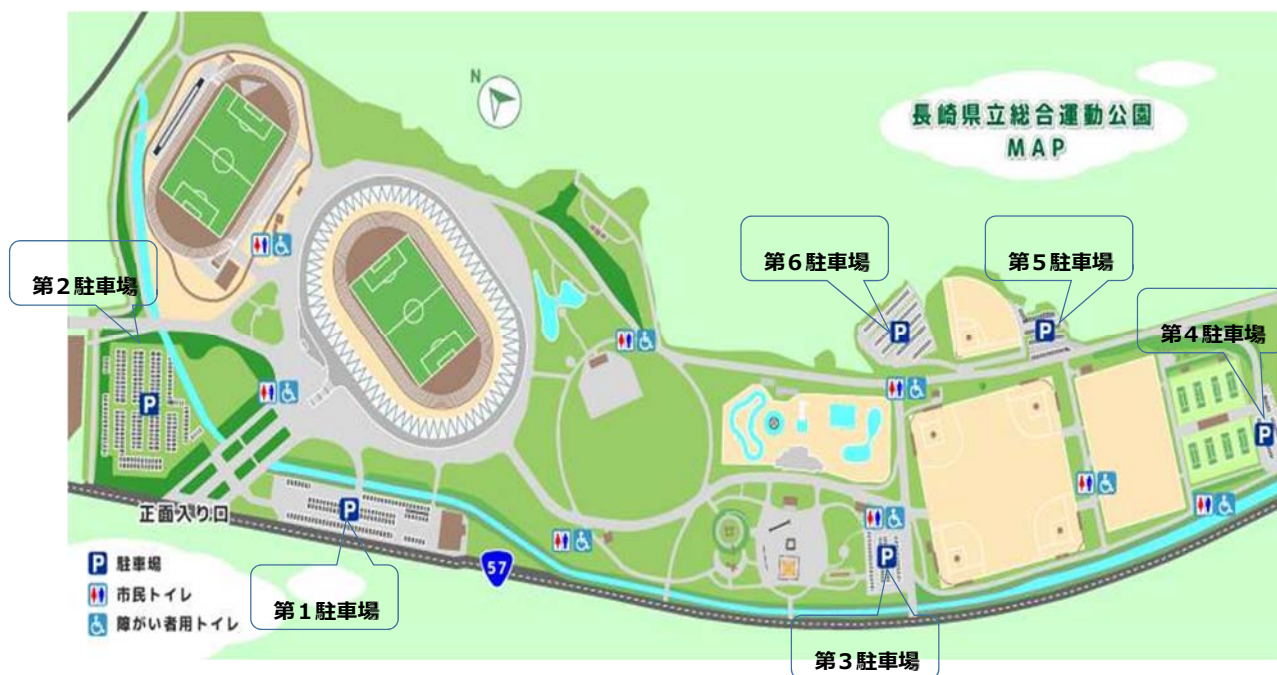 N
長崎県立総合運動公園
MAP
第6駐車場
第5駐車場
第2駐車場
第4駐車場
P
P
P
P
P
P
正面入り口
57
P 駐車場
市民トイレ
障がい者用トイレ
第1駐車場
第3駐車場